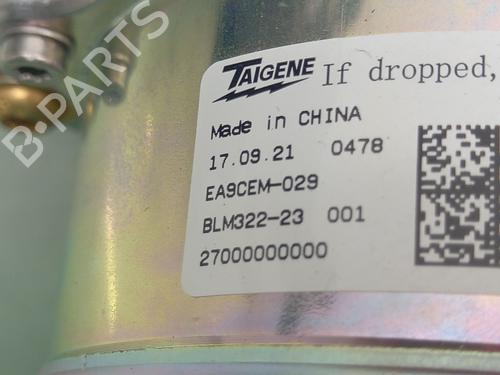 B-PARTS
TAIGENE If dropped,
Made in CHINA
17.09.21 0478
EA9CEM-029
BLM322-23 001
27000000000